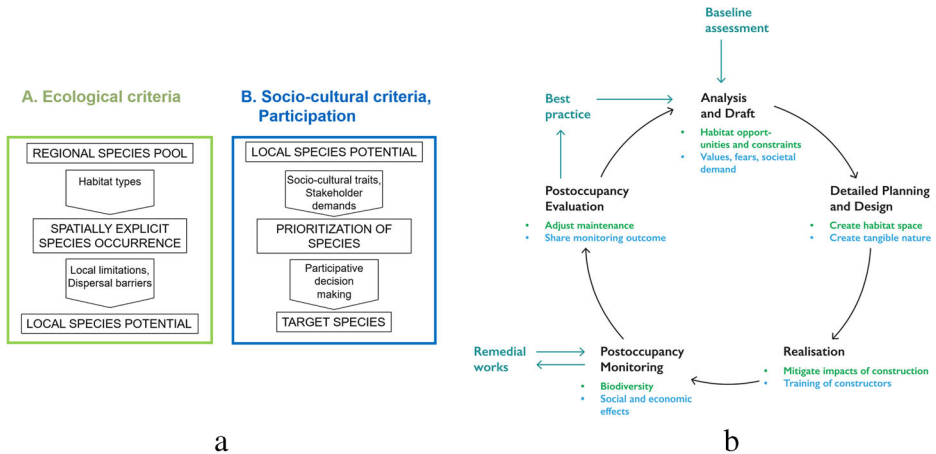 A. Ecological criteria
REGIONAL SPECIES POOL
Habitat types
SPATIALLY EXPLICIT
SPECIES OCCURRENCE
Local limitations,
Dispersal barriers
LOCAL SPECIES POTENTIAL
B. Socio-cultural criteria,
Participation
LOCAL SPECIES POTENTIAL
Socio-cultural traits,
Stakeholder
demands
PRIORITIZATION OF
SPECIES
Participative
decision
making
TARGET SPECIES
a
Baseline
assessment
Best
practice
Analysis
and Draft
• Habitat opport-
unities and constraints
• Values, fears, societal
demand
Detailed Planning
and Design
• Create habitat space
• Create tangible nature
Realisation
• Mitigate impacts of construction
• Training of constructors
Postoccupancy
Monitoring
• Biodiversity
• Social and economic
effects
Remedial
works
Postoccupancy
Evaluation
• Adjust maintenance
• Share monitoring outcome
b